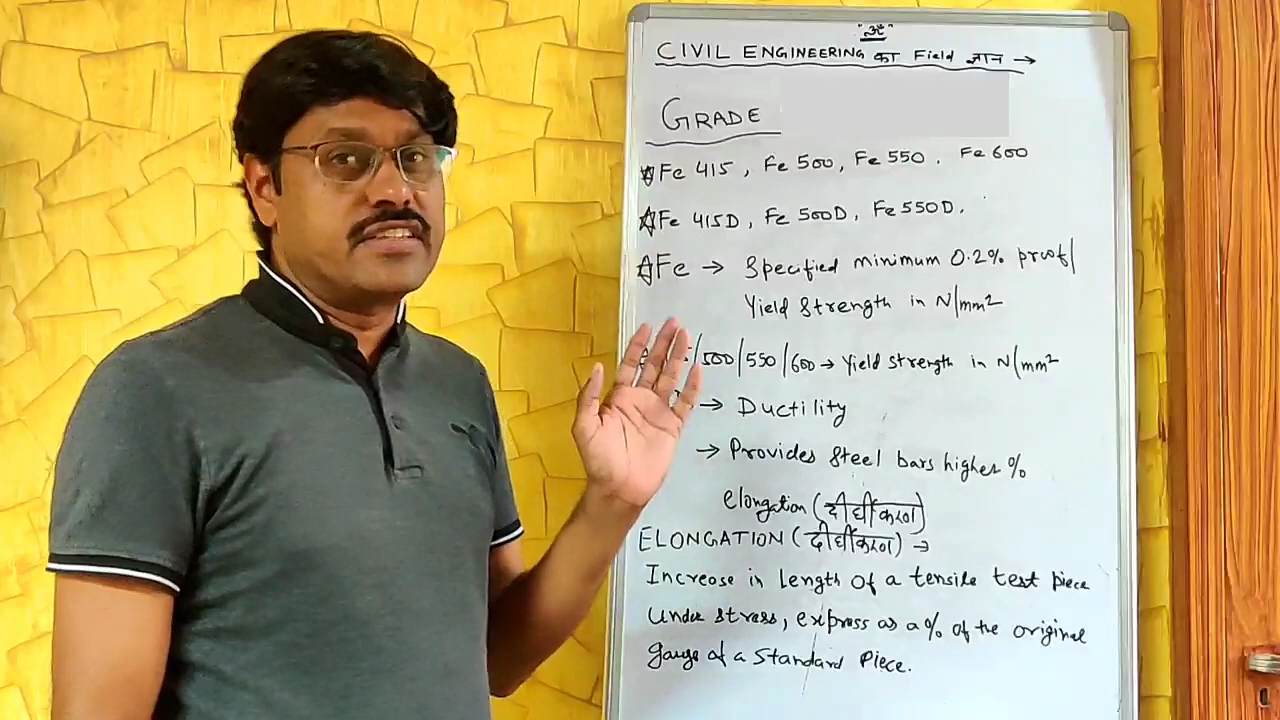 "ॐ"
CIVIL ENGINEERING का Field ज्ञान →
GRADE
Fe 415, Fe 500, Fe 550, Fe 600
Fe 415D, Fe 500D, Fe 550D.
Fe → Specified minimum 0.2% proof/
Yield strength in N/mm²
/500/550/600 → Yield strength in N/mm²
→ Ductility
→ Provides steel bars higher %
elongation (दीर्घीकरण)
ELONGATION (दीर्घीकरण) →
Increase in length of a tensile test piece
under stress, express as a % of the original
gauge of a standard piece.